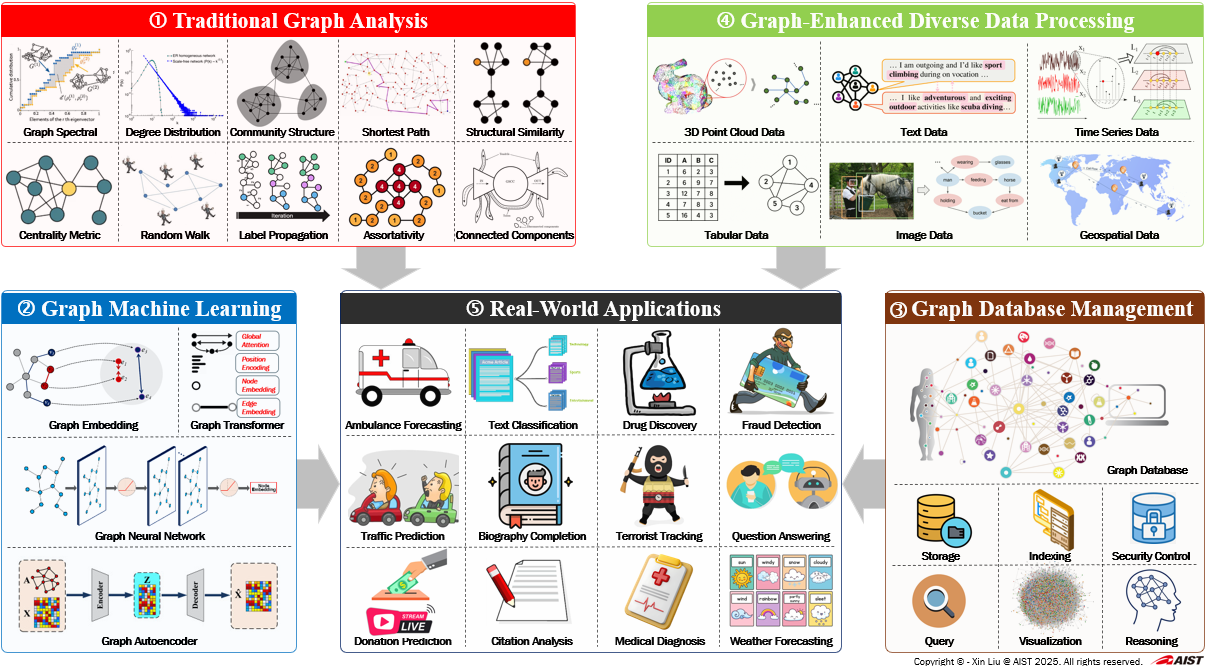 ① Traditional Graph Analysis
Graph Spectral
Degree Distribution
Community Structure
Shortest Path
Structural Similarity
Centrality Metric
Random Walk
Iteration
Label Propagation
Assortativity
Connected Components
④ Graph-Enhanced Diverse Data Processing
3D Point Cloud Data
… I am outgoing and I'd like sport
climbing during on vocation …
… I like adventurous and exciting
outdoor activities like scuba diving…
Text Data
Time Series Data
ID A B C
1 6 2 3
2 6 9 7
3 12 7 8
4 7 8 3
5 16 4 3
1
2
4
5
3
Tabular Data
wearing
glasses
man
feeding
horse
holding
eat from
bucket
Image Data
Geospatial Data
② Graph Machine Learning
Graph Embedding
Global
Attention
Position
Encoding
Node
Embedding
Edge
Embedding
Graph Transformer
Node
Embedding
Graph Neural Network
A
X
Encoder
Z
Decoder
X̂
Graph Autoencoder
⑤ Real-World Applications
Ambulance Forecasting
Text Classification
Drug Discovery
Fraud Detection
Traffic Prediction
Biography Completion
Terrorist Tracking
Question Answering
STREAM
LIVE
Donation Prediction
Citation Analysis
Medical Diagnosis
sun
windy
snow
cloudy
wind
rainbow
partly
sunny
sleet
Weather Forecasting
③ Graph Database Management
Graph Database
Storage
Indexing
Security Control
Query
Visualization
Reasoning
Copyright © - Xin Liu @ AIST 2025. All rights reserved.
AIST